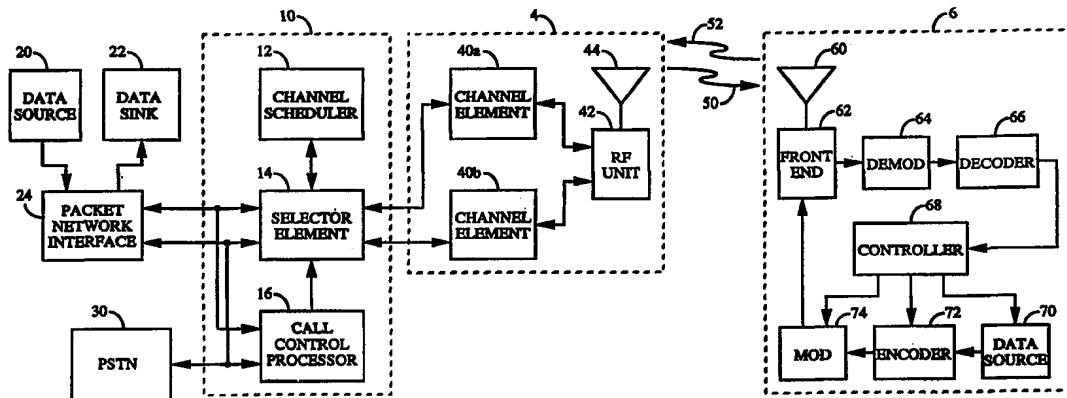 10
4
6
20
22
12
40a
44
52
60
DATA
SOURCE
DATA
SINK
CHANNEL
SCHEDULER
CHANNEL
ELEMENT
50
62
64
66
42
RF
UNIT
FRONT
END
DEMOD
DECODER
24
PACKET
NETWORK
INTERFACE
14
SELECTOR
ELEMENT
40b
CHANNEL
ELEMENT
68
CONTROLLER
30
PSTN
16
CALL
CONTROL
PROCESSOR
74
MOD
72
ENCODER
70
DATA
SOURCE